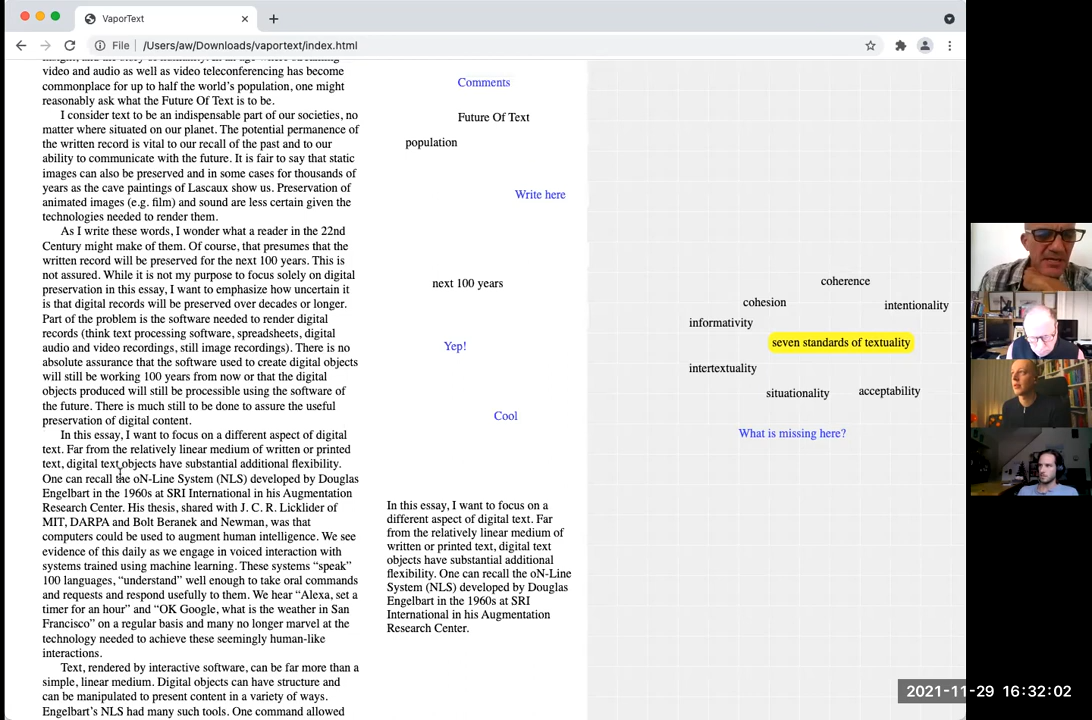 VaporText
File
/Users/aw/Downloads/vaportext/index.html
video and audio as well as video teleconferencing has become
commonplace for up to half the world's population, one might
reasonably ask what the Future Of Text is to be.
I consider text to be an indispensable part of our societies, no
matter where situated on our planet. The potential permanence of
the written record is vital to our recall of the past and to our
ability to communicate with the future. It is fair to say that static
images can also be preserved and in some cases for thousands of
years as the cave paintings of Lascaux show us. Preservation of
animated images (e.g. film) and sound are less certain given the
technologies needed to render them.
As I write these words, I wonder what a reader in the 22nd
Century might make of them. Of course, that presumes that the
written record will be preserved for the next 100 years. This is
not assured. While it is not my purpose to focus solely on digital
preservation in this essay, I want to emphasize how uncertain it
is that digital records will be preserved over decades or longer.
Part of the problem is the software needed to render digital
records (think text processing software, spreadsheets, digital
audio and video recordings, still image recordings). There is no
absolute assurance that the software used to create digital objects
will still be working 100 years from now or that the digital
objects produced will still be processible using the software of
the future. There is much still to be done to assure the useful
preservation of digital content.
In this essay, I want to focus on a different aspect of digital
text. Far from the relatively linear medium of written or printed
text, digital text objects have substantial additional flexibility.
One can recall the oN-Line System (NLS) developed by Douglas
Engelbart in the 1960s at SRI International in his Augmentation
Research Center. His thesis, shared with J. C. R. Licklider of
MIT, DARPA and Bolt Beranek and Newman, was that
computers could be used to augment human intelligence. We see
evidence of this daily as we engage in voiced interaction with
systems trained using machine learning. These systems “speak”
100 languages, “understand” well enough to take oral commands
and requests and respond usefully to them. We hear “Alexa, set a
timer for an hour” and “OK Google, what is the weather in San
Francisco” on a regular basis and many no longer marvel at the
technology needed to achieve these seemingly human-like
interactions.
Text, rendered by interactive software, can be far more than a
simple, linear medium. Digital objects can have structure and
can be manipulated to present content in a variety of ways.
Engelbart's NLS had many such tools. One command allowed
Comments
Future Of Text
population
Write here
next 100 years
Yep!
Cool
In this essay, I want to focus on a
different aspect of digital text. Far
from the relatively linear medium of
written or printed text, digital text
objects have substantial additional
flexibility. One can recall the oN-Line
System (NLS) developed by Douglas
Engelbart in the 1960s at SRI
International in his Augmentation
Research Center.
coherence
cohesion
intentionality
informativity
seven standards of textuality
intertextuality
situationality
acceptability
What is missing here?
2021-11-29 16:32:02